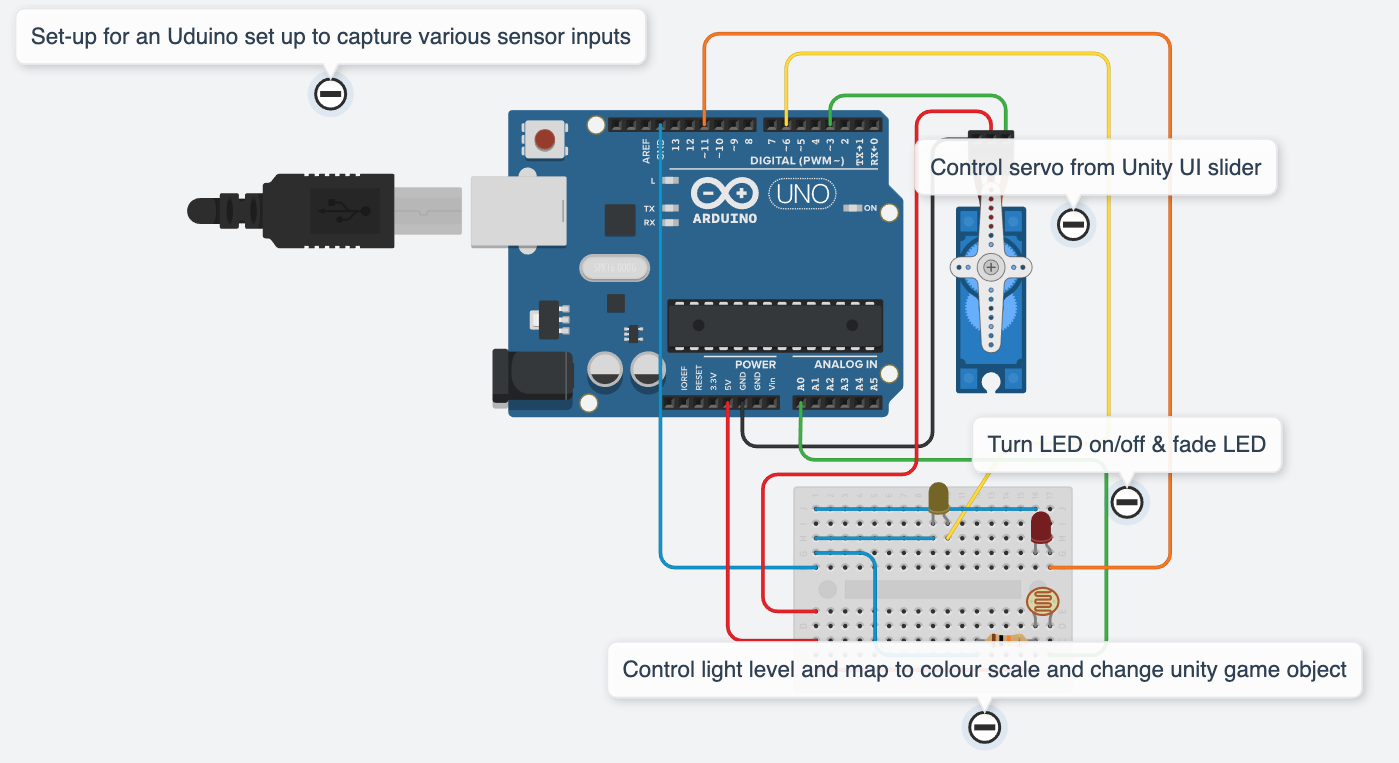 Set-up for an Uduino set up to capture various sensor inputs
AREF
GND
13
12
~11
~10
~9
8
7
~6
~5
4
~3
2
TX→1
RX←0
DIGITAL (PWM ~)
Control servo from Unity UI slider
L
TX
RX
ARDUINO
UNO
ON
POWER
ANALOG IN
IOREF
RESET
3.3V
5V
GND
GND
Vin
A0
A1
A2
A3
A4
A5
Turn LED on/off & fade LED
Control light level and map to colour scale and change unity game object